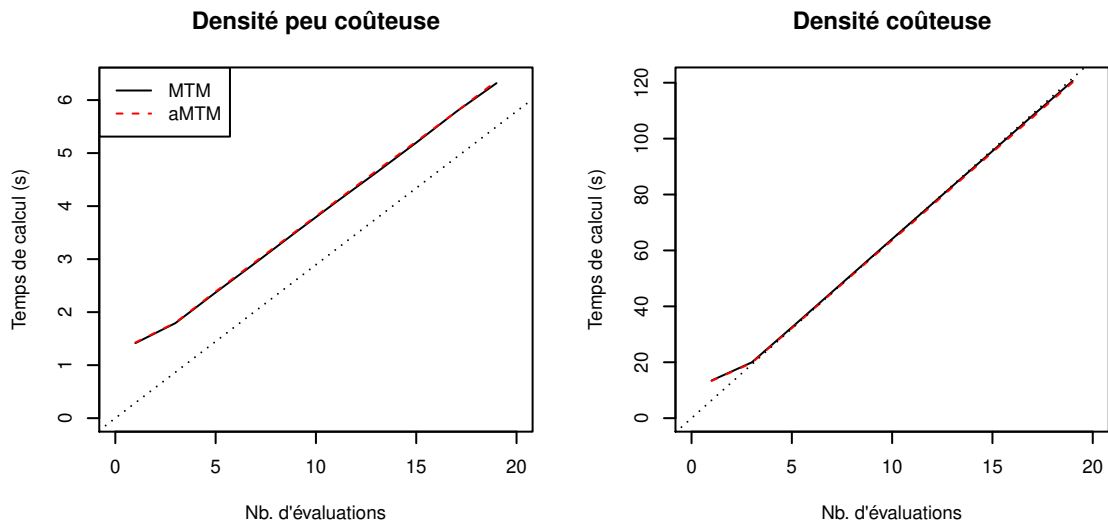 Densité peu coûteuse
MTM
aMTM
Temps de calcul (s)
0
1
2
3
4
5
6
0 5 10 15 20
Nb. d'évaluations
Densité coûteuse
Temps de calcul (s)
0
20
40
60
80
100
120
0 5 10 15 20
Nb. d'évaluations